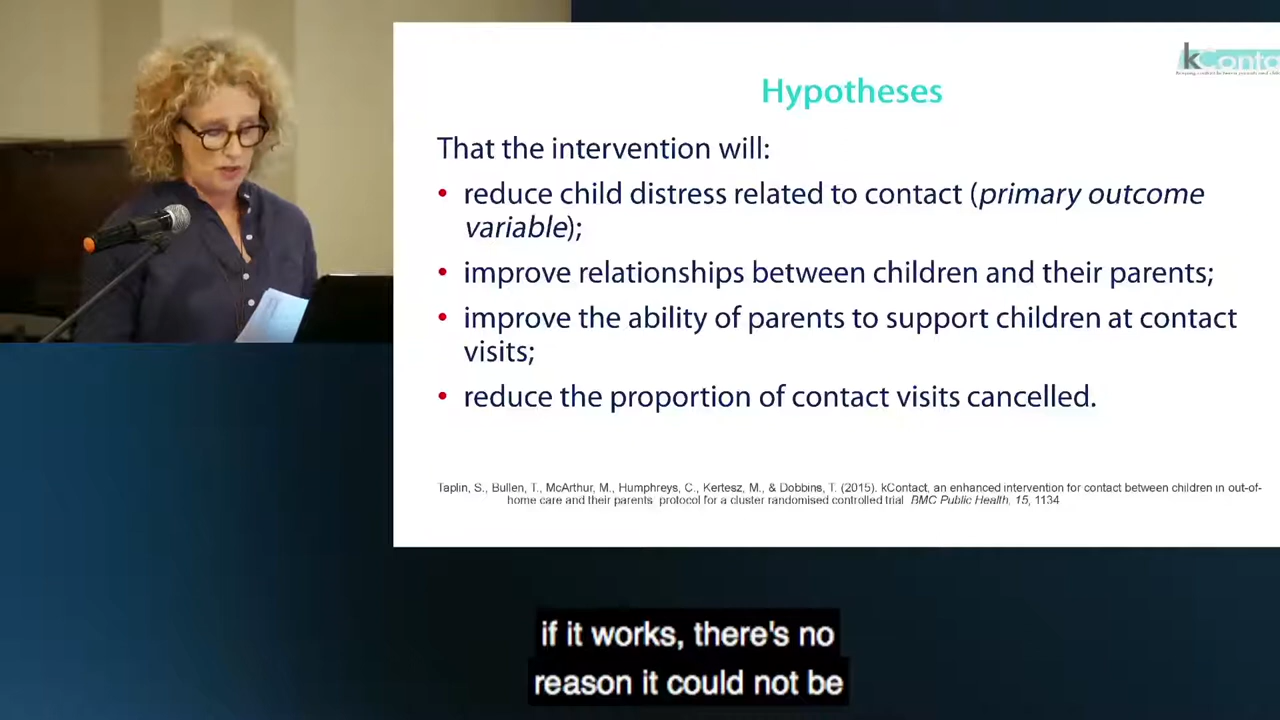 kConta
Hypotheses
That the intervention will:
• reduce child distress related to contact (primary outcome
variable);
• improve relationships between children and their parents;
• improve the ability of parents to support children at contact
visits;
• reduce the proportion of contact visits cancelled.
Taplin, S., Bullen, T., McArthur, M., Humphreys, C., Kertesz, M., & Dobbins, T. (2015). kContact, an enhanced intervention for contact between children in out-of-
home care and their parents protocol for a cluster randomised controlled trial BMC Public Health, 15, 1134
if it works, there's no
reason it could not be